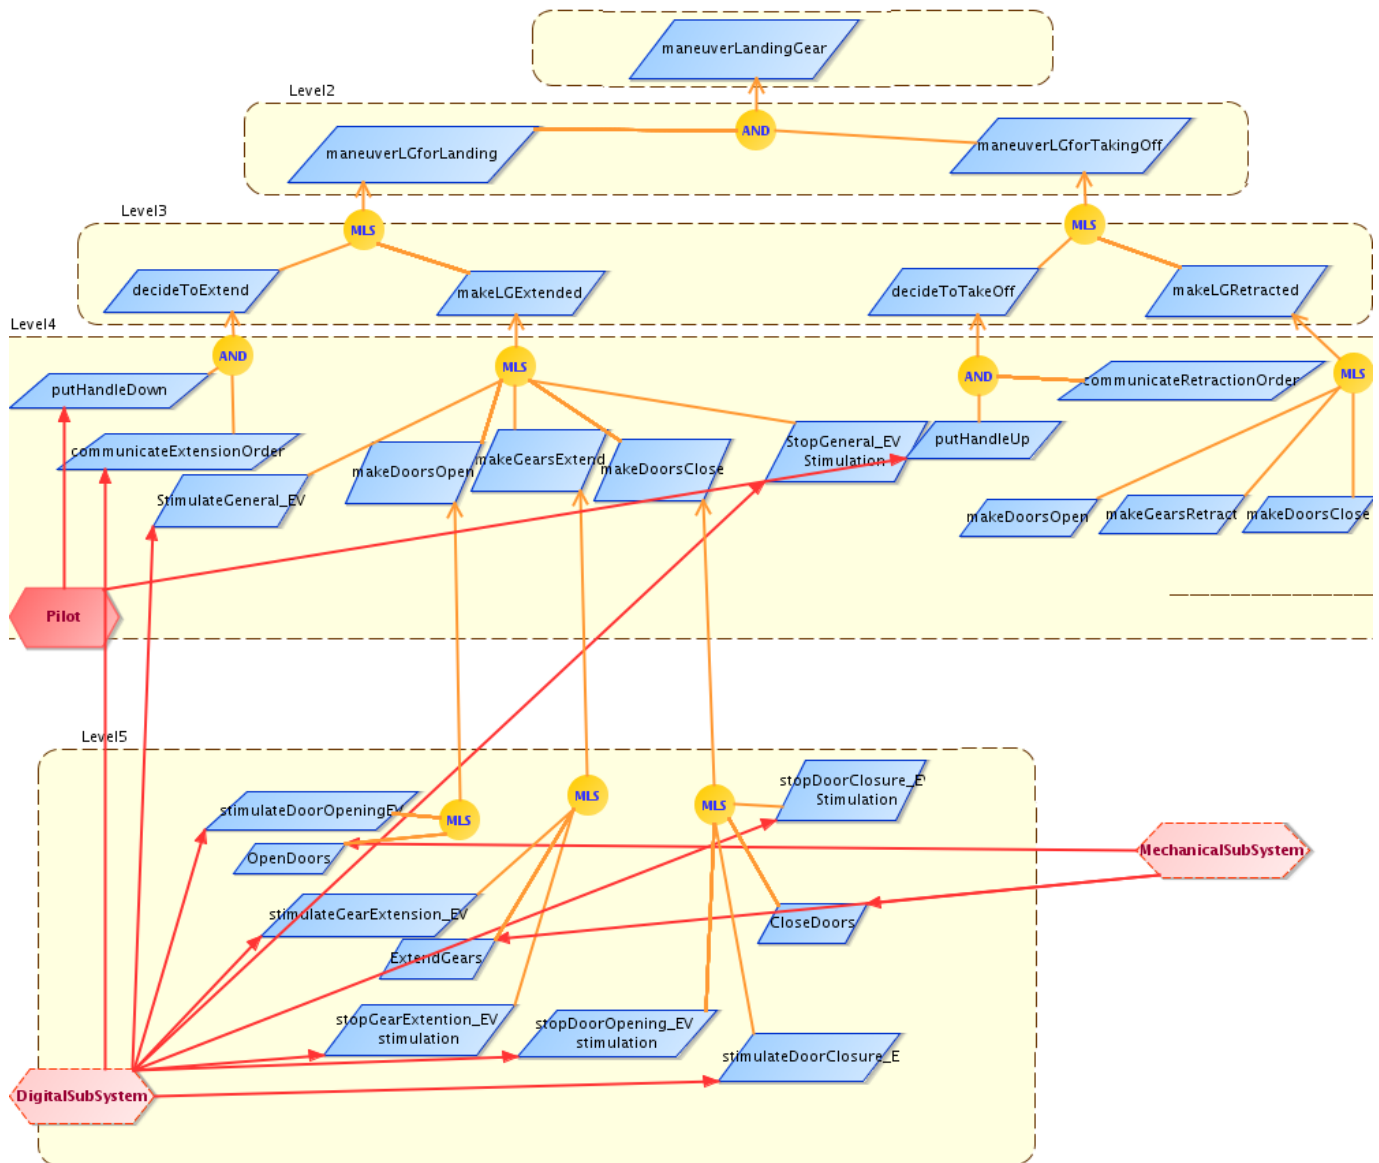 maneuverLandingGear
Level2
AND
maneuverLGforLanding
maneuverLGforTakingOff
Level3
MLS
MLS
decideToExtend
makeLGExtended
decideToTakeOff
makeLGRetracted
Level4
AND
MLS
AND
MLS
putHandleDown
communicateRetractionOrder
communicateExtensionOrder
StimulateGeneral_EV
makeDoorsOpen
makeGearsExtend
makeDoorsClose
StopGeneral_EV
Stimulation
putHandleUp
makeDoorsOpen
makeGearsRetract
makeDoorsClose
Pilot
Level5
stimulateDoorOpeningEV
MLS
MLS
MLS
stopDoorClosure_EV
Stimulation
OpenDoors
MechanicalSubSystem
stimulateGearExtension_EV
CloseDoors
ExtendGears
stopGearExtention_EV
stimulation
stopDoorOpening_EV
stimulation
stimulateDoorClosure_E
DigitalSubSystem